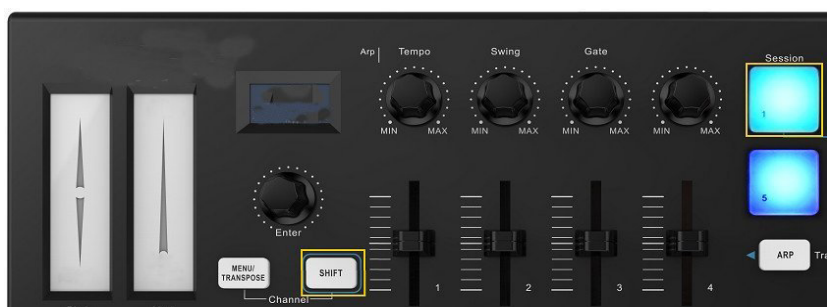 Arp
Tempo
Swing
Gate
Session
MIN MAX
MIN MAX
MIN MAX
MIN MAX
1
5
Enter
MENU/
TRANSPOSE
SHIFT
Channel
1
2
3
4
ARP
Tra